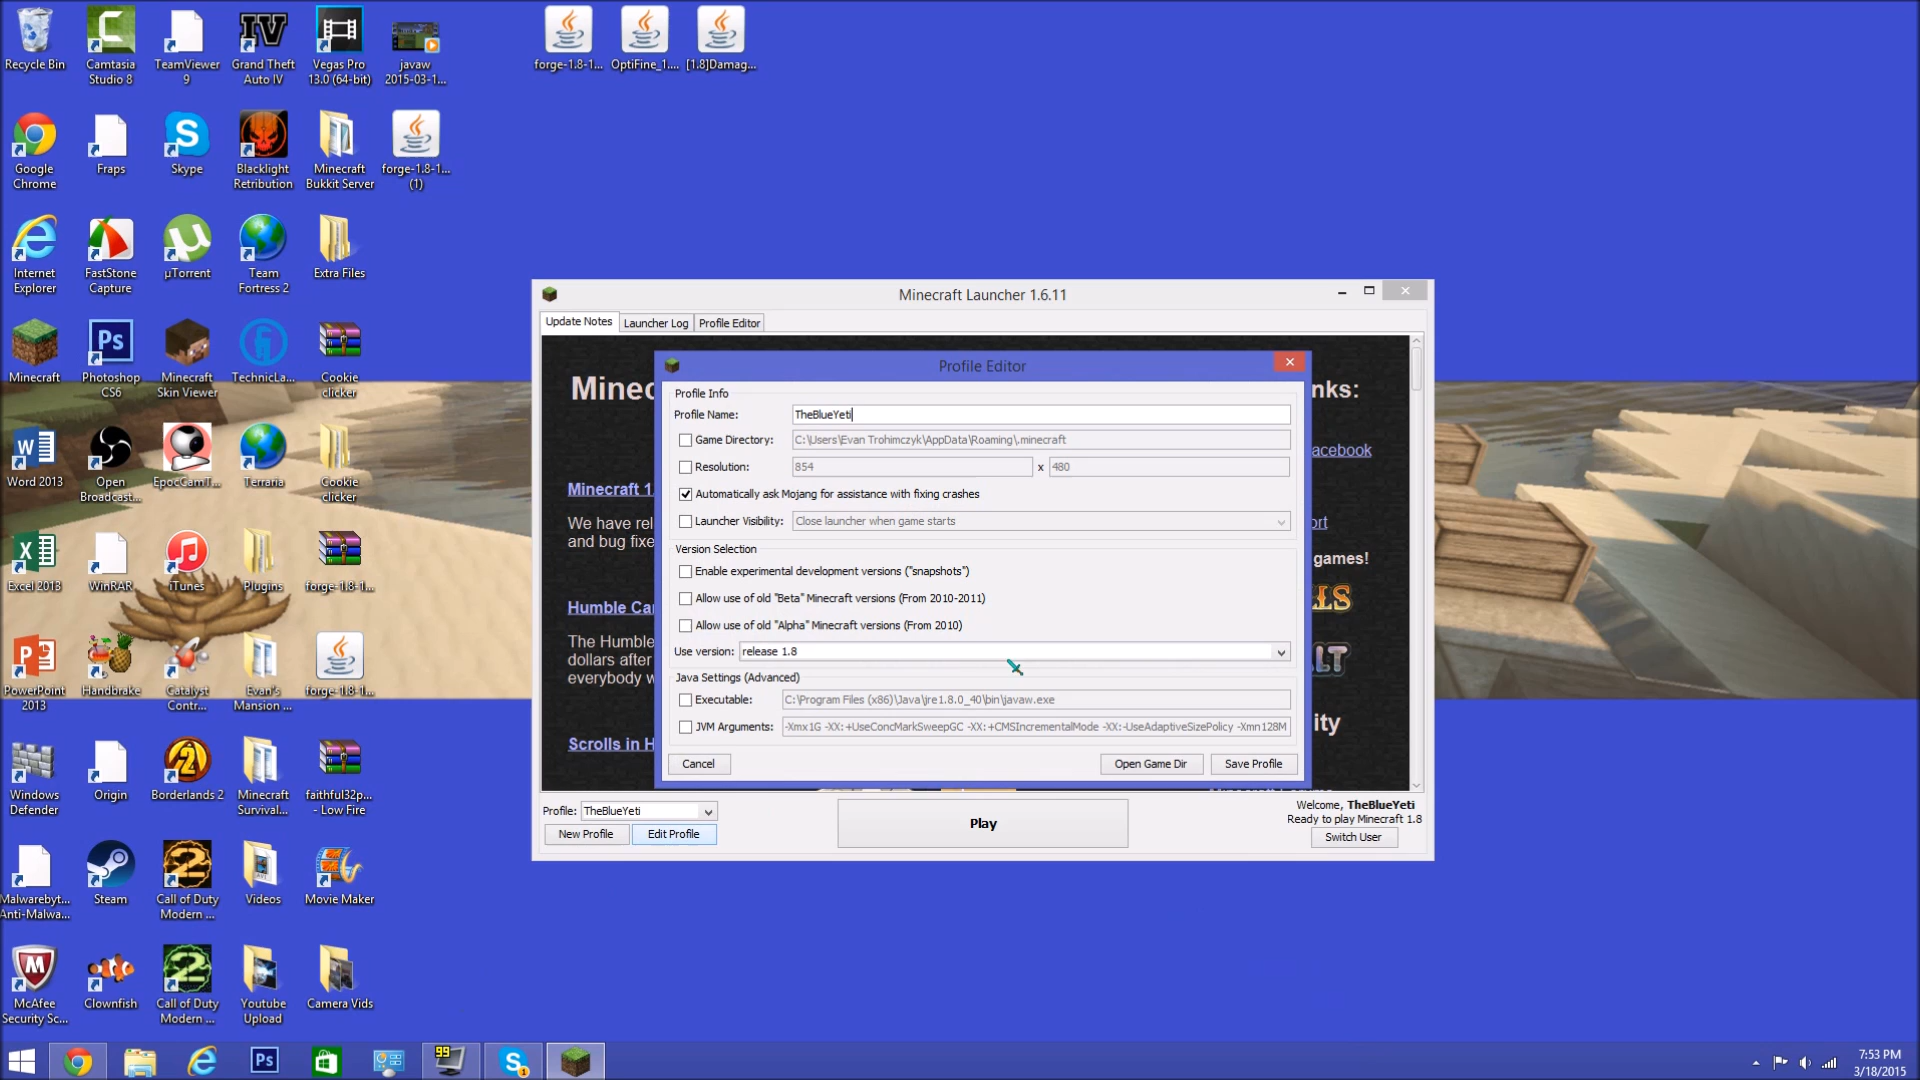 Recycle Bin
Camtasia
Studio 8
TeamViewer
9
Grand Theft
Auto IV
Vegas Pro
13.0 (64-bit)
javaw
2015-03-1...
forge-1.8-1...
OptiFine_1....
[1.8]Damag...
Google
Chrome
Fraps
Skype
Blacklight
Retribution
Minecraft
Bukkit Server
forge-1.8-1...
(1)
Internet
Explorer
FastStone
Capture
µTorrent
Team
Fortress 2
Extra Files
Minecraft
Photoshop
CS6
Minecraft
Skin Viewer
TechnicLa...
Cookie
clicker
Word 2013
Open
Broadcast...
EpocCamT...
Terraria
Cookie
clicker
Excel 2013
WinRAR
iTunes
Plugins
forge-1.8-1...
PowerPoint
2013
Handbrake
Catalyst
Contr...
Evan's
Mansion ...
forge-1.8-1...
Windows
Defender
Origin
Borderlands 2
Minecraft
Survival...
faithful32p...
- Low Fire
Malwarebyt...
Anti-Malwa...
Steam
Call of Duty
Modern ...
Videos
Movie Maker
McAfee
Security Sc...
Clownfish
Call of Duty
Modern ...
Youtube
Upload
Camera Vids
Minecraft Launcher 1.6.11
Update Notes
Launcher Log
Profile Editor
Minec
Minecraft 1.
We have rel
and bug fixe
Humble Ca
The Humble
dollars after
everybody w
Scrolls in H
nks:
acebook
ort
games!
ity
Profile Editor
Profile Info
Profile Name: TheBlueYeti
Game Directory: C:\Users\Evan Trohimczyk\AppData\Roaming\.minecraft
Resolution: 854 x 480
Automatically ask Mojang for assistance with fixing crashes
Launcher Visibility: Close launcher when game starts
Version Selection
Enable experimental development versions ("snapshots")
Allow use of old "Beta" Minecraft versions (From 2010-2011)
Allow use of old "Alpha" Minecraft versions (From 2010)
Use version: release 1.8
Java Settings (Advanced)
Executable: C:\Program Files (x86)\Java\jre1.8.0_40\bin\javaw.exe
JVM Arguments: -Xmx1G -XX:+UseConcMarkSweepGC -XX:+CMSIncrementalMode -XX:-UseAdaptiveSizePolicy -Xmn128M
Cancel
Open Game Dir
Save Profile
Profile: TheBlueYeti
New Profile
Edit Profile
Play
Welcome, TheBlueYeti
Ready to play Minecraft 1.8
Switch User
99
7:53 PM
3/18/2015